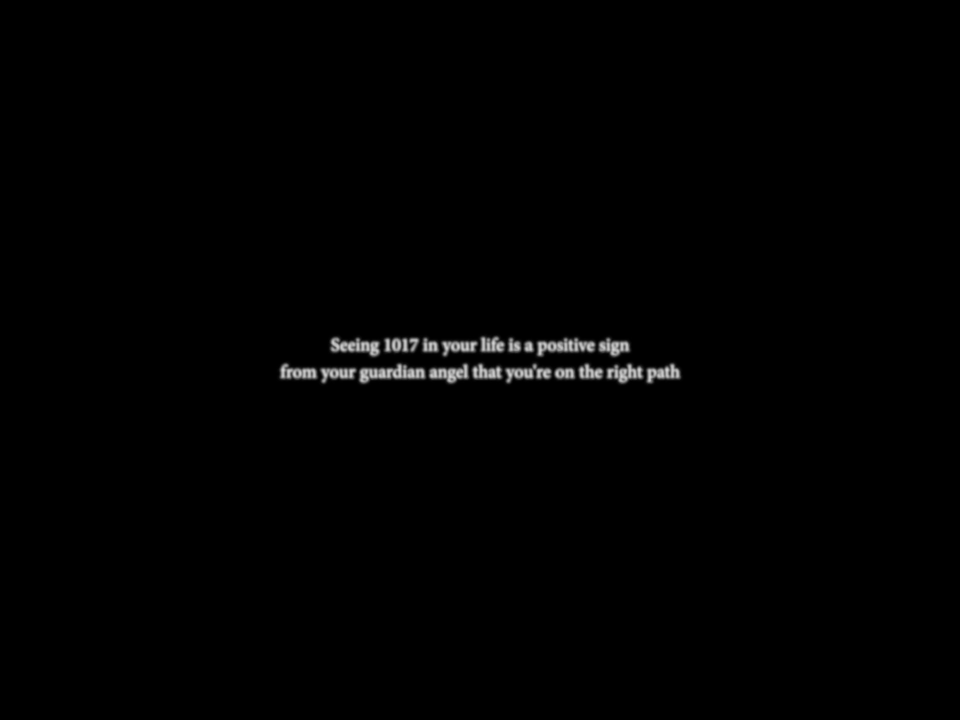 Seeing 1017 in your life is a positive sign
from your guardian angel that you're on the right path